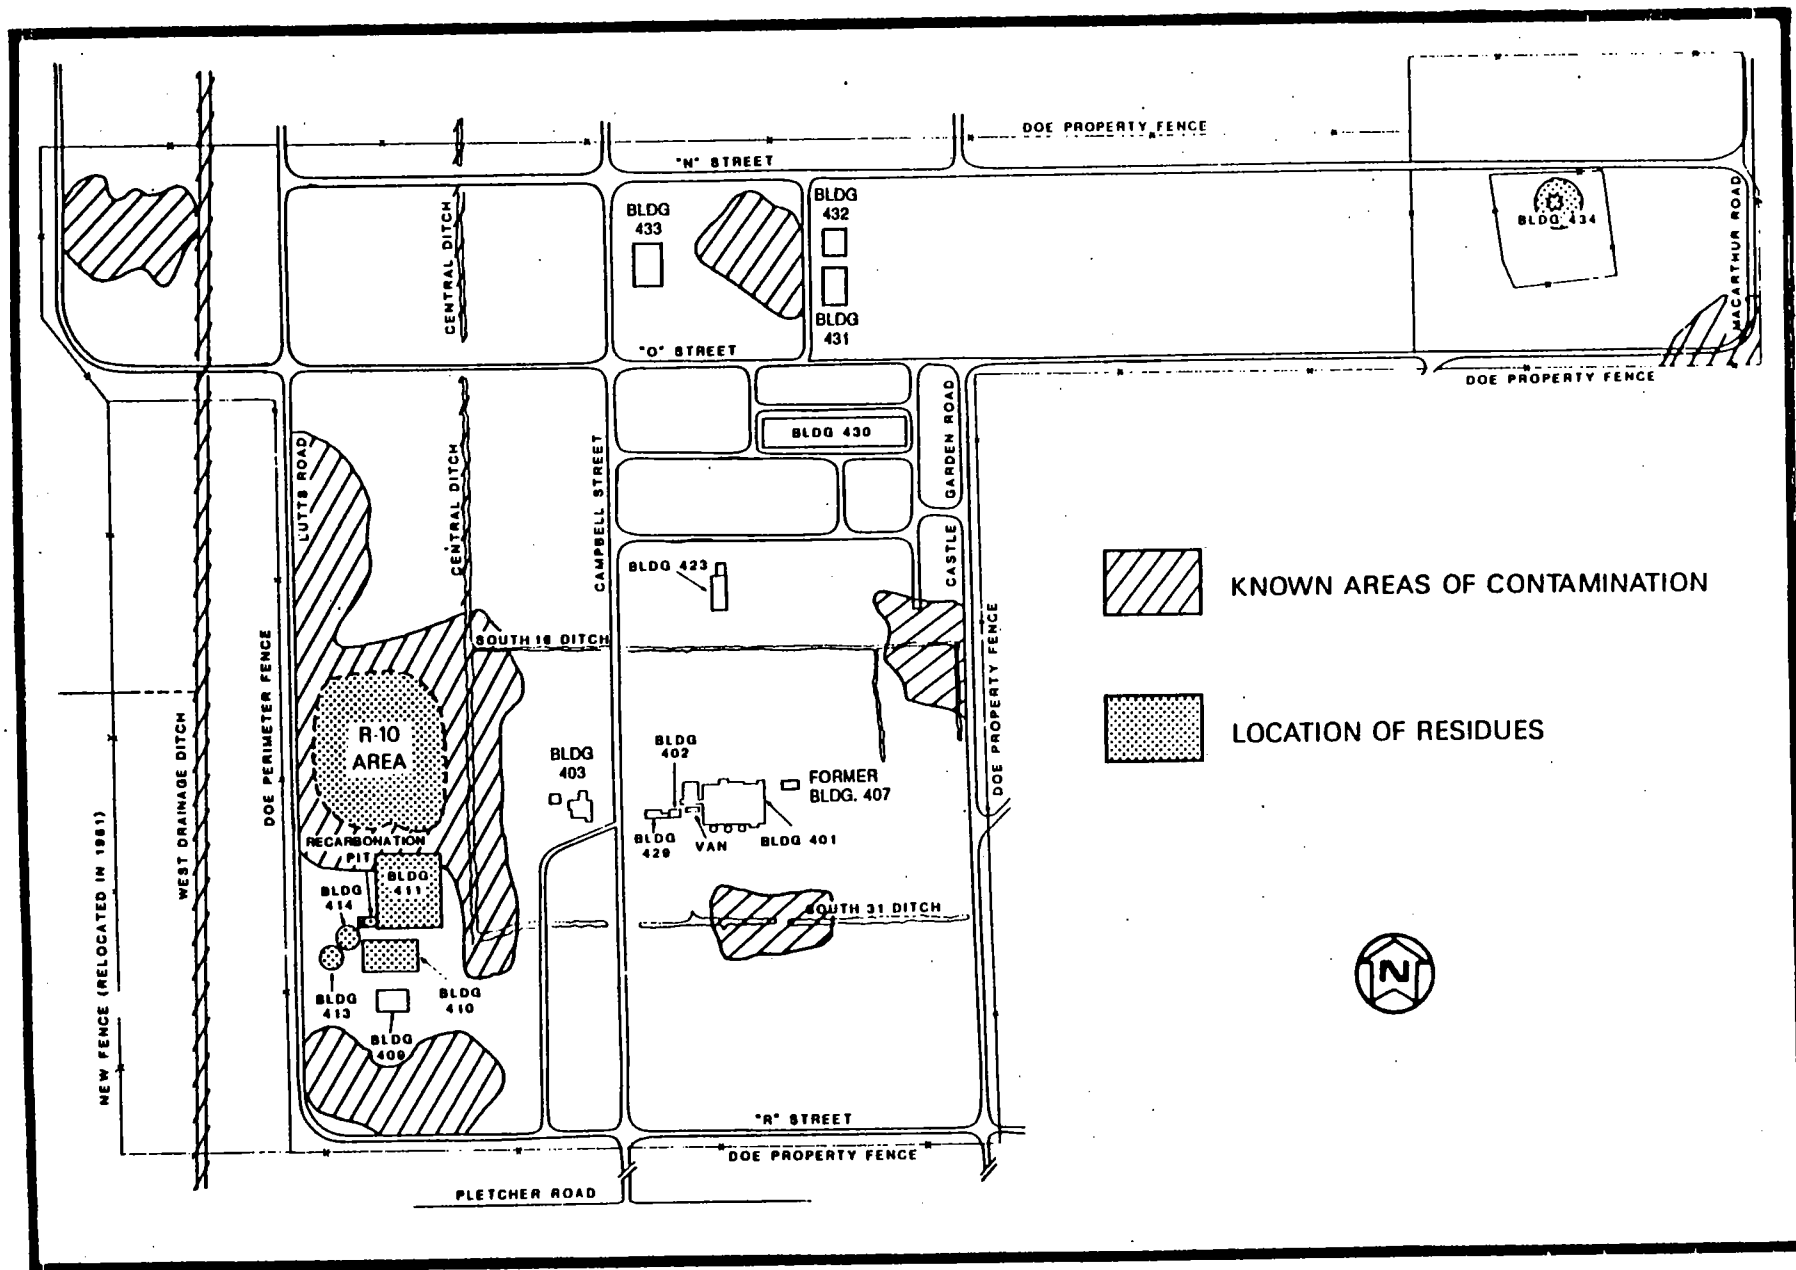 DOE PROPERTY FENCE
"N" STREET
BLDG
432
BLDG
433
BLDG 434
MACARTHUR ROAD
CENTRAL DITCH
BLDG
431
"O" STREET
DOE PROPERTY FENCE
BLDG 430
GARDEN ROAD
CASTLE
LUTTS ROAD
CENTRAL DITCH
CAMPBELL STREET
BLDG 423
KNOWN AREAS OF CONTAMINATION
SOUTH 16 DITCH
DOE PERIMETER FENCE
DOE PROPERTY FENCE
WEST DRAINAGE DITCH
NEW FENCE (RELOCATED IN 1981)
R-10
AREA
LOCATION OF RESIDUES
BLDG
403
BLDG
402
FORMER
BLDG. 407
BLDG
429
VAN
BLDG 401
RECARBONATION
PIT
BLDG
411
BLDG
414
SOUTH 31 DITCH
N
BLDG
413
BLDG
410
BLDG
409
"R" STREET
DOE PROPERTY FENCE
PLETCHER ROAD